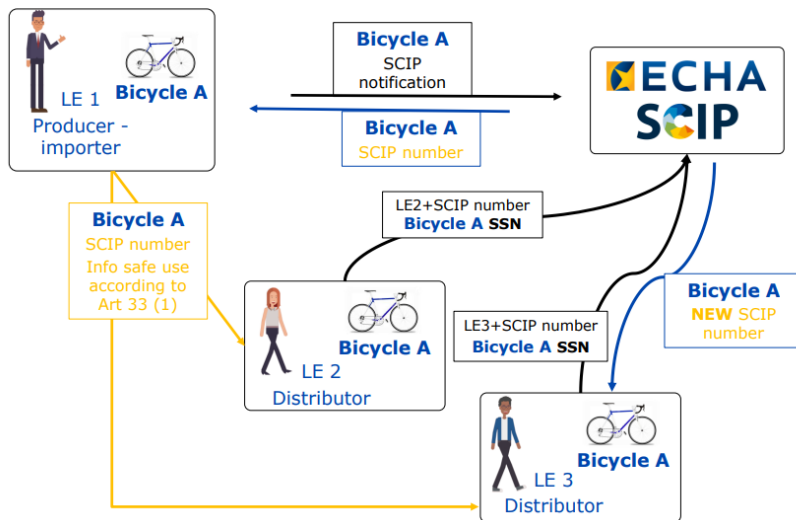 Bicycle A
LE 1
Producer -
importer
Bicycle A
SCIP
notification
Bicycle A
SCIP number
ECHA
SCIP
Bicycle A
SCIP number
Info safe use
according to
Art 33 (1)
LE2+SCIP number
Bicycle A SSN
Bicycle A
LE 2
Distributor
LE3+SCIP number
Bicycle A SSN
Bicycle A
NEW SCIP
number
Bicycle A
LE 3
Distributor